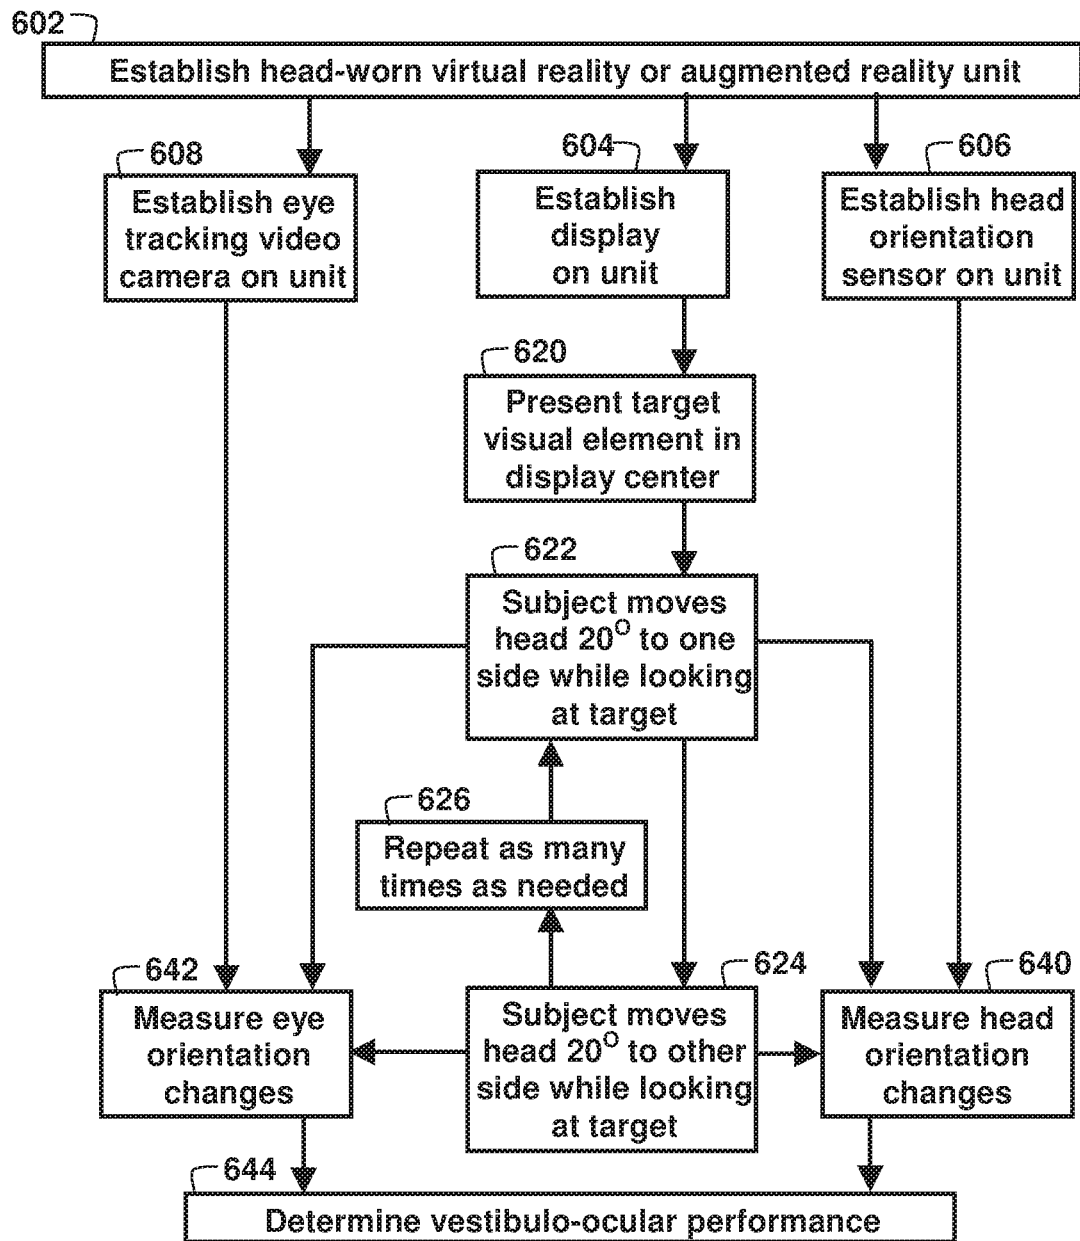 602
Establish head-worn virtual reality or augmented reality unit
608
Establish eye
tracking video
camera on unit
604
Establish
display
on unit
606
Establish head
orientation
sensor on unit
620
Present target
visual element in
display center
622
Subject moves
head 20° to one
side while looking
at target
626
Repeat as many
times as needed
642
Measure eye
orientation
changes
624
Subject moves
head 20° to other
side while looking
at target
640
Measure head
orientation
changes
644
Determine vestibulo-ocular performance